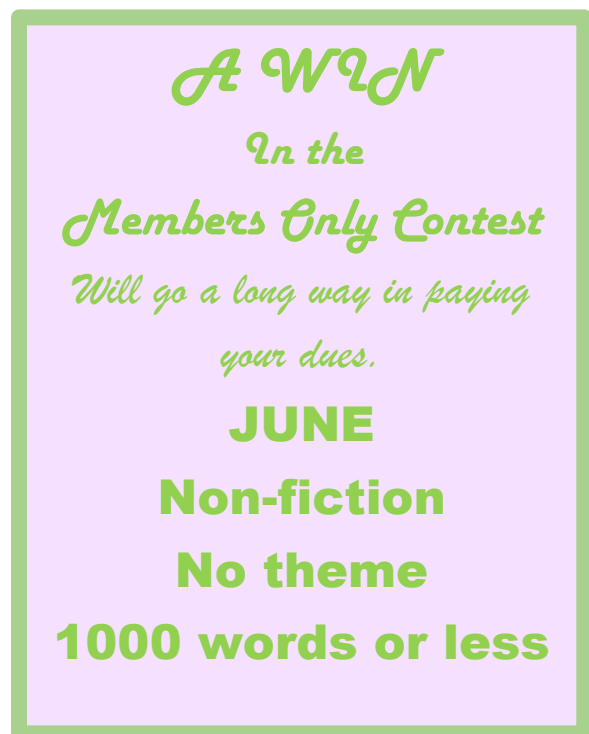 A WIN
In the
Members Only Contest
Will go a long way in paying
your dues.
JUNE
Non-fiction
No theme
1000 words or less